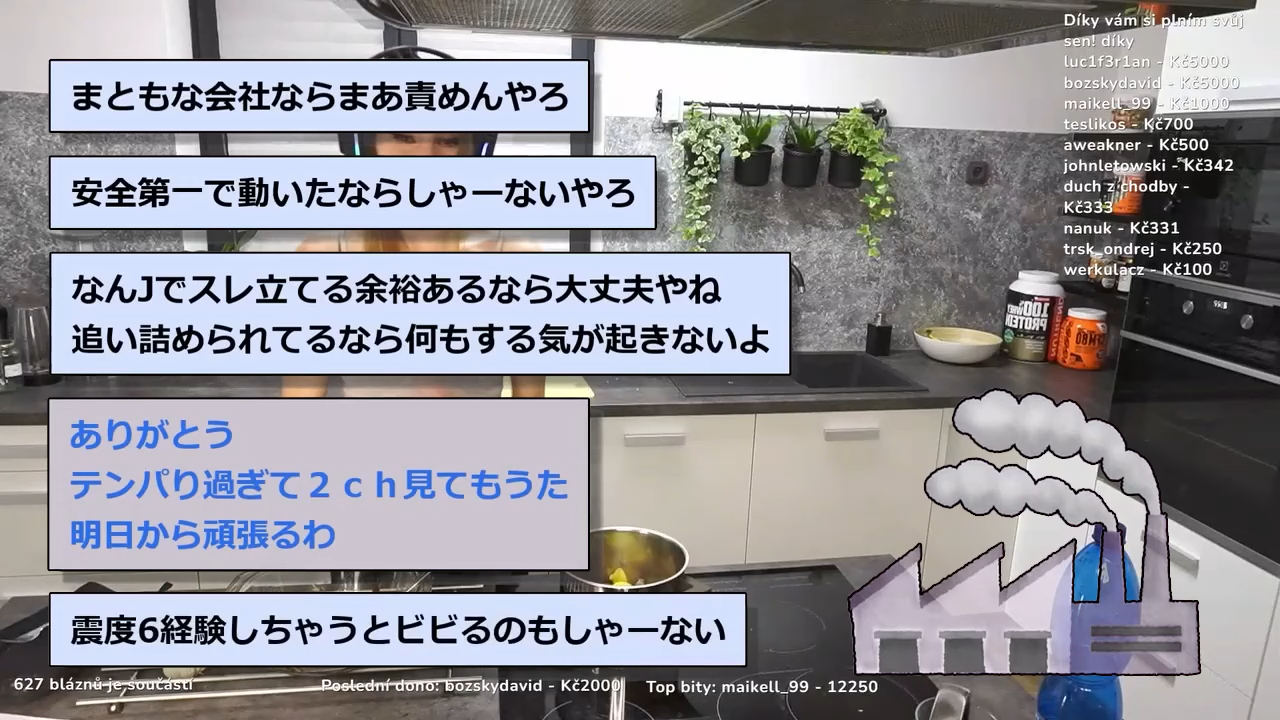 まともな会社ならまあ責めんやろ
安全第一で動いたならしゃーないやろ
なんJでスレ立てる余裕あるなら大丈夫やね
追い詰められてるなら何もする気が起きないよ
ありがとう
テンパり過ぎて２ｃｈ見てもうた
明日から頑張るわ
震度6経験しちゃうとビビるのもしゃーない
Díky vám si plním svůj
sen! díky
luc1f3r1an - Kč5000
bozskydavid - Kč5000
maikell_99 - Kč1000
teslikos - Kč700
aweakner - Kč500
johnletowski - Kč342
duch z chodby -
Kč333
nanuk - Kč331
trsk_ondrej - Kč250
werkulacz - Kč100
100% PROTEIN
627 bláznů je součástí
Poslední dono: bozskydavid - Kč2000
Top bity: maikell_99 - 12250